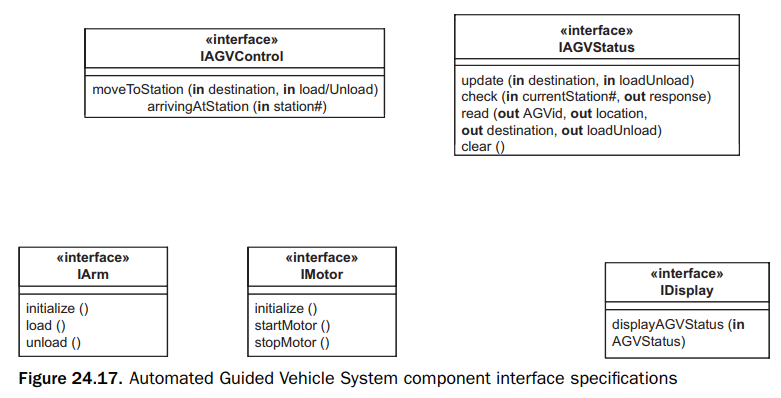 «interface»
IAGVControl
moveToStation (in destination, in load/Unload)
arrivingAtStation (in station#)
«interface»
IAGVStatus
update (in destination, in loadUnload)
check (in currentStation#, out response)
read (out AGVid, out location,
out destination, out loadUnload)
clear ()
«interface»
IArm
initialize ()
load ()
unload ()
«interface»
IMotor
initialize ()
startMotor ()
stopMotor ()
«interface»
IDisplay
displayAGVStatus (in
AGVStatus)
Figure 24.17. Automated Guided Vehicle System component interface specifications